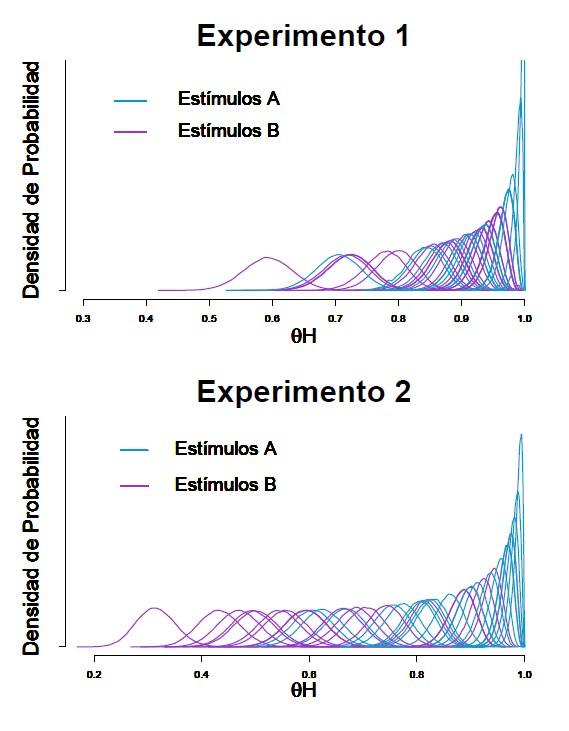 Experimento 1
Densidad de Probabilidad
Estímulos A
Estímulos B
0.3 0.4 0.5 0.6 0.7 0.8 0.9 1.0
θH
Experimento 2
Densidad de Probabilidad
Estímulos A
Estímulos B
0.2 0.4 0.6 0.8 1.0
θH